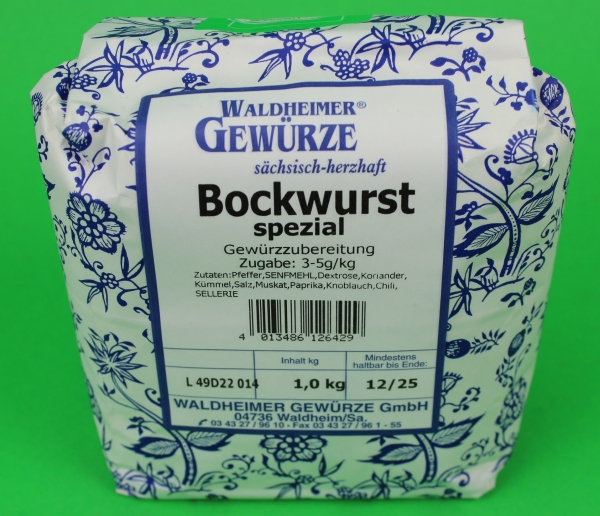 WALDHEIMER®
GEWÜRZE
sächsisch-herzhaft
Bockwurst
spezial
Gewürzzubereitung
Zugabe: 3-5g/kg
Zutaten:Pfeffer,SENFMEHL,Dextrose,Koriander,
Kümmel,Salz,Muskat,Paprika,Knoblauch,Chili,
SELLERIE
4 013486 126429
Inhalt kg
Mindestens
haltbar bis Ende:
L 49D22 014 1,0 kg 12/25
WALDHEIMER GEWÜRZE GmbH
04736 Waldheim/Sa.
03 43 27 / 96 10 - Fax 03 43 27 / 96 1 - 55